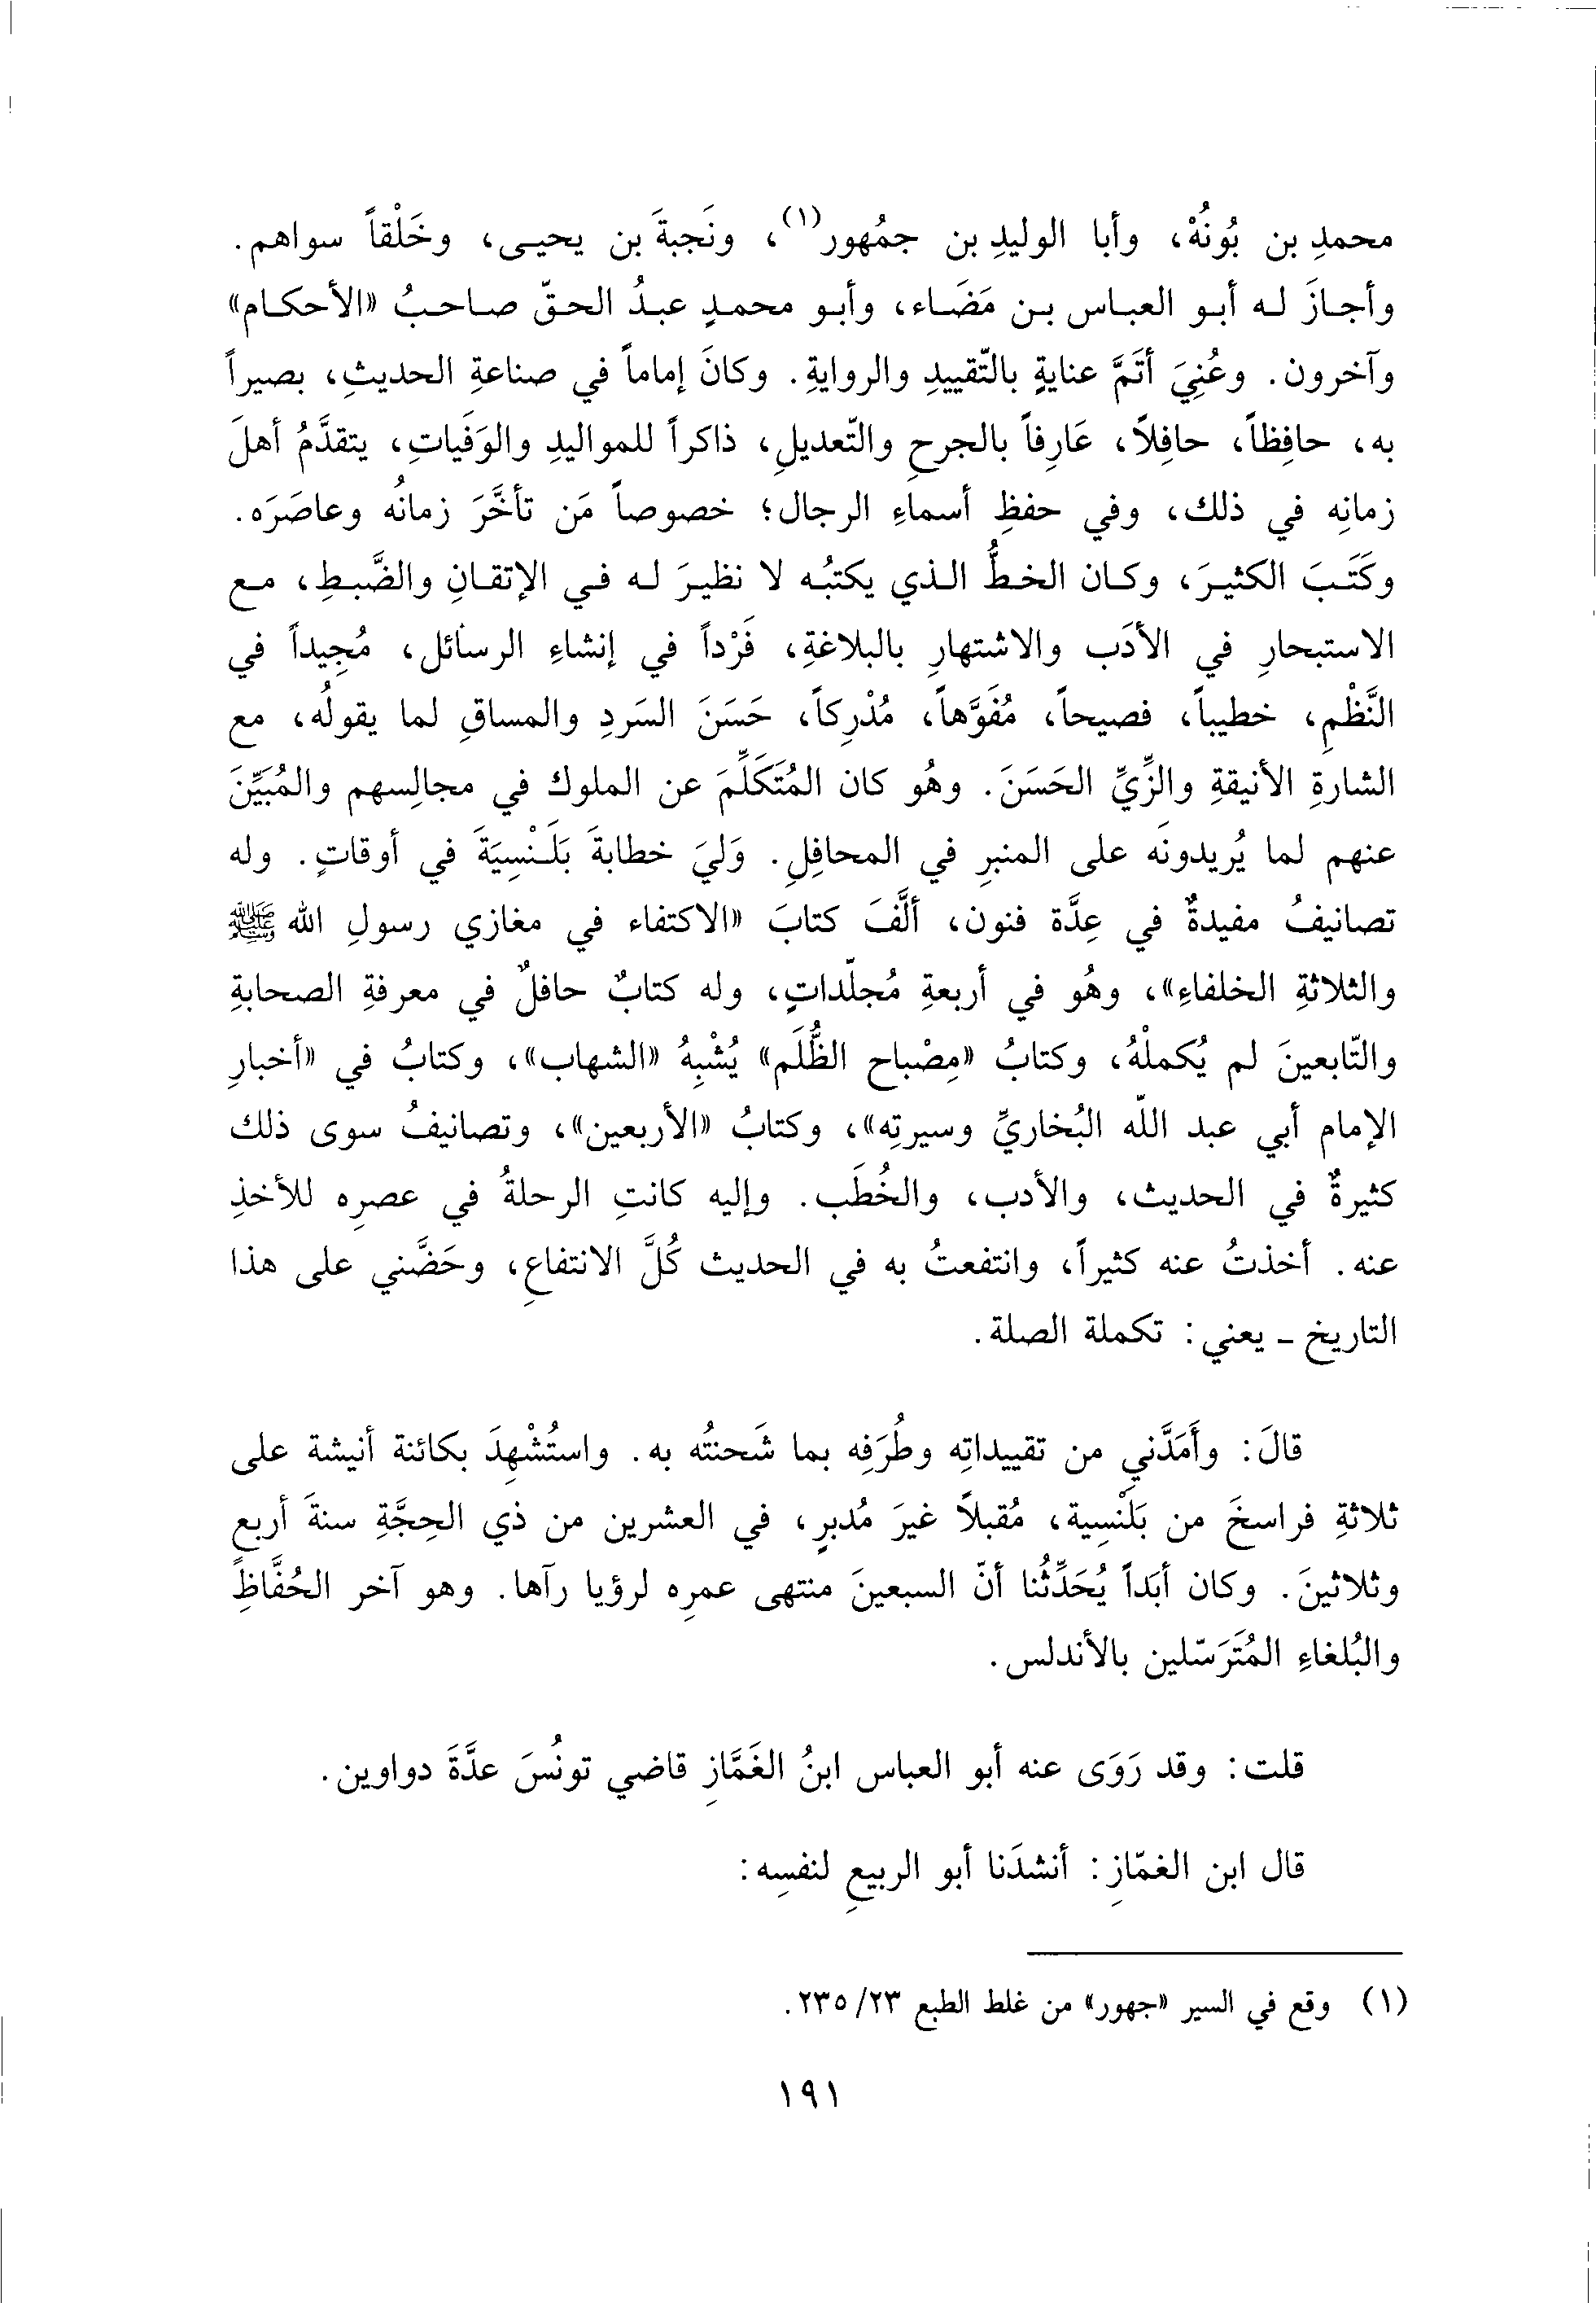 محمدِ بن بُونُهْ، وأبا الوليدِ بن جمُهور(١)، ونَجبةَ بن يحيى، وخَلْقاً سواهم.
وأجازَ له أبو العباس بن مَضَاء، وأبو محمدٍ عبدُ الحقّ صاحبُ «الأحكام»
وآخرون. وعُنِيَ أتَمَّ عنايةٍ بالتّقييدِ والروايةِ. وكانَ إماماً في صناعةِ الحديثِ، بصيراً
به، حافِظاً، حافِلاً، عَارِفاً بالجرحِ والتّعديلِ، ذاكراً للمواليدِ والوَفَياتِ، يتقدَّمُ أهلَ
زمانِه في ذلك، وفي حفظِ أسماءِ الرجال؛ خصوصاً مَن تأخَّرَ زمانُه وعاصَرَه.
وكَتَبَ الكثيرَ، وكان الخطُّ الذي يكتبُه لا نظيرَ له في الإتقانِ والضَّبطِ، مع
الاستبحارِ في الأدَب والاشتهارِ بالبلاغةِ، فَرْداً في إنشاءِ الرسائل، مُجِيداً في
النَّظْمِ، خطيباً، فصيحاً، مُفَوَّهاً، مُدْرِكاً، حَسَنَ السَردِ والمساقِ لما يقولُه، مع
الشارةِ الأنيقةِ والزِّيِّ الحَسَنَ. وهُو كان المُتَكَلِّمَ عن الملوك في مجالِسهم والمُبَيِّنَ
عنهم لما يُريدونَه على المنبرِ في المحافِلِ. وَليَ خطابةَ بَلَنْسِيَةَ في أوقاتٍ. وله
تصانيفُ مفيدةٌ في عِدَّة فنون، ألَّفَ كتابَ «الاكتفاء في مغازي رسولِ الله ﷺ
والثلاثةِ الخلفاءِ»، وهُو في أربعةِ مُجلّداتٍ، وله كتابٌ حافلٌ في معرفةِ الصحابةِ
والتّابعينَ لم يُكملْهُ، وكتابُ «مِصْباح الظُّلَم» يُشْبِهُ «الشهاب»، وكتابُ في «أخبارِ
الإمام أبي عبد اللّه البُخاريِّ وسيرتِه»، وكتابُ «الأربعين»، وتصانيفُ سوى ذلك
كثيرةٌ في الحديث، والأدب، والخُطَب. وإليه كانتِ الرحلةُ في عصرِه للأخذِ
عنه. أخذتُ عنه كثيراً، وانتفعتُ به في الحديث كُلَّ الانتفاعِ، وحَضَّني على هذا
التاريخ ـ يعني: تكملة الصلة.
قالَ: وأَمَدَّني من تقييداتِه وطُرَفِه بما شَحنتُه به. واستُشْهِدَ بكائنة أنيشة على
ثلاثةِ فراسخَ من بَلَنْسِية، مُقبلاً غيرَ مُدبرٍ، في العشرين من ذي الحِجَّةِ سنةَ أربع
وثلاثينَ. وكان أبَداً يُحَدِّثُنا أنّ السبعينَ منتهى عمرِه لرؤيا رآها. وهو آخر الحُفَّاظِ
والبُلغاءِ المُتَرَسّلين بالأندلس.
قلت: وقد رَوَى عنه أبو العباس ابنُ الغَمَّازِ قاضي تونُسَ عدَّةَ دواوين.
قال ابن الغمّازِ: أنشدَنا أبو الربيعِ لنفسِه:
(١) وقع في السير «جهور» من غلط الطبع ٢٣/ ٢٣٥.
١٩١